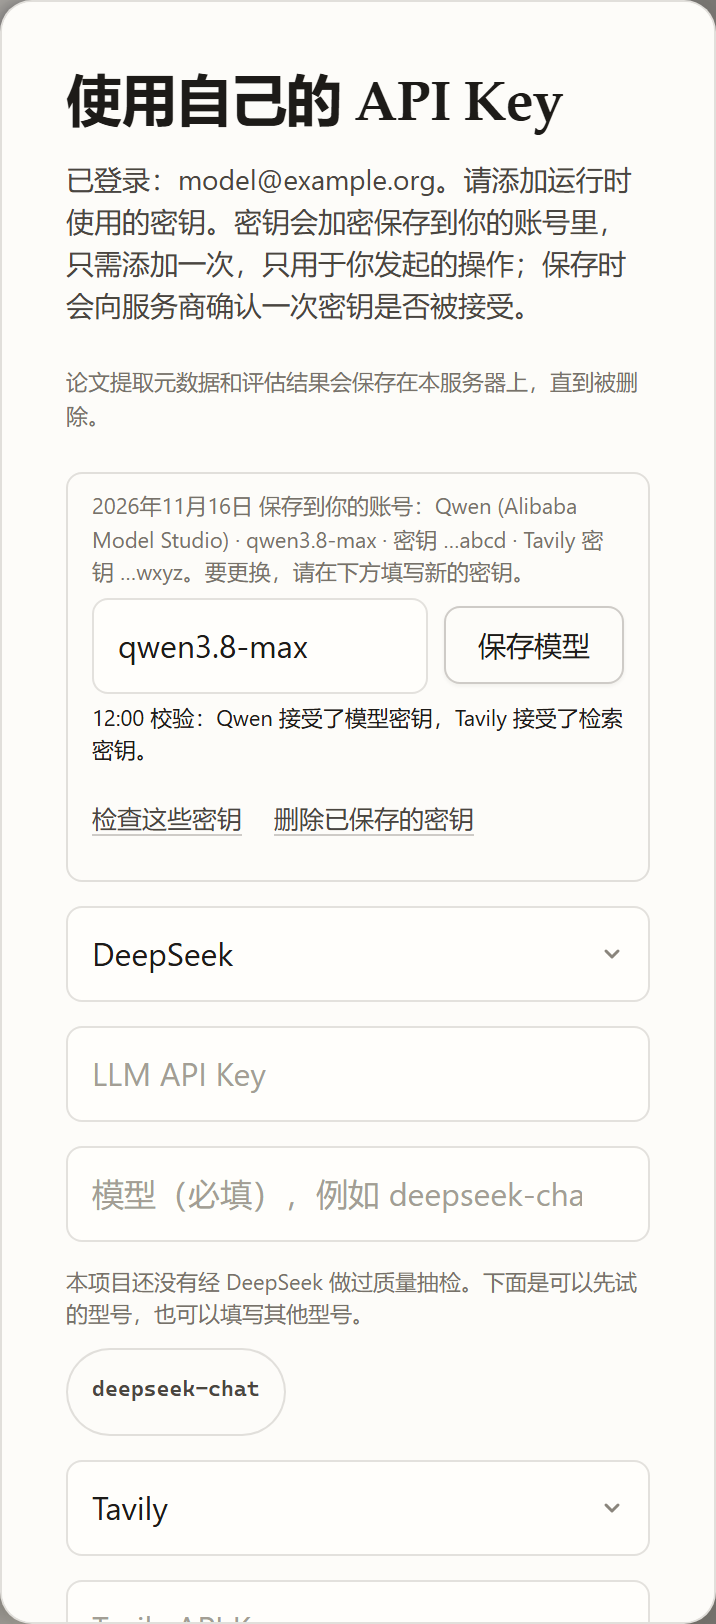 使用自己的 API Key
已登录：model@example.org。请添加运行时
使用的密钥。密钥会加密保存到你的账号里，
只需添加一次，只用于你发起的操作；保存时
会向服务商确认一次密钥是否被接受。
论文提取元数据和评估结果会保存在本服务器上，直到被删
除。
2026年11月16日 保存到你的账号：Qwen (Alibaba
Model Studio) · qwen3.8-max · 密钥 …abcd · Tavily 密
钥 …wxyz。要更换，请在下方填写新的密钥。
qwen3.8-max
保存模型
12:00 校验：Qwen 接受了模型密钥，Tavily 接受了检索
密钥。
检查这些密钥 删除已保存的密钥
DeepSeek
LLM API Key
模型（必填），例如 deepseek-cha
本项目还没有经 DeepSeek 做过质量抽检。下面是可以先试
的型号，也可以填写其他型号。
deepseek-chat
Tavily